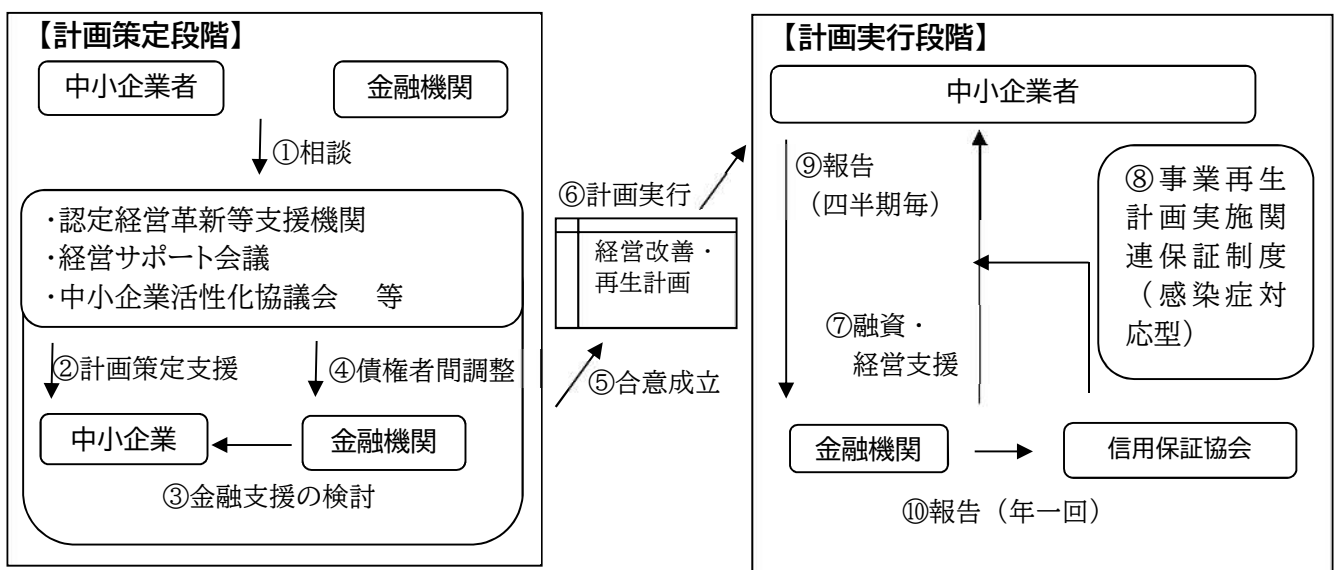 【計画策定段階】
中小企業者
金融機関
①相談
・認定経営革新等支援機関
・経営サポート会議
・中小企業活性化協議会 等
②計画策定支援
④債権者間調整
中小企業
金融機関
③金融支援の検討
⑥計画実行
経営改善・
再生計画
⑤合意成立
【計画実行段階】
中小企業者
⑨報告
(四半期毎)
⑧事業再生
計画実施関
連保証制度
(感染症対
応型)
⑦融資・
経営支援
金融機関
信用保証協会
⑩報告(年一回)